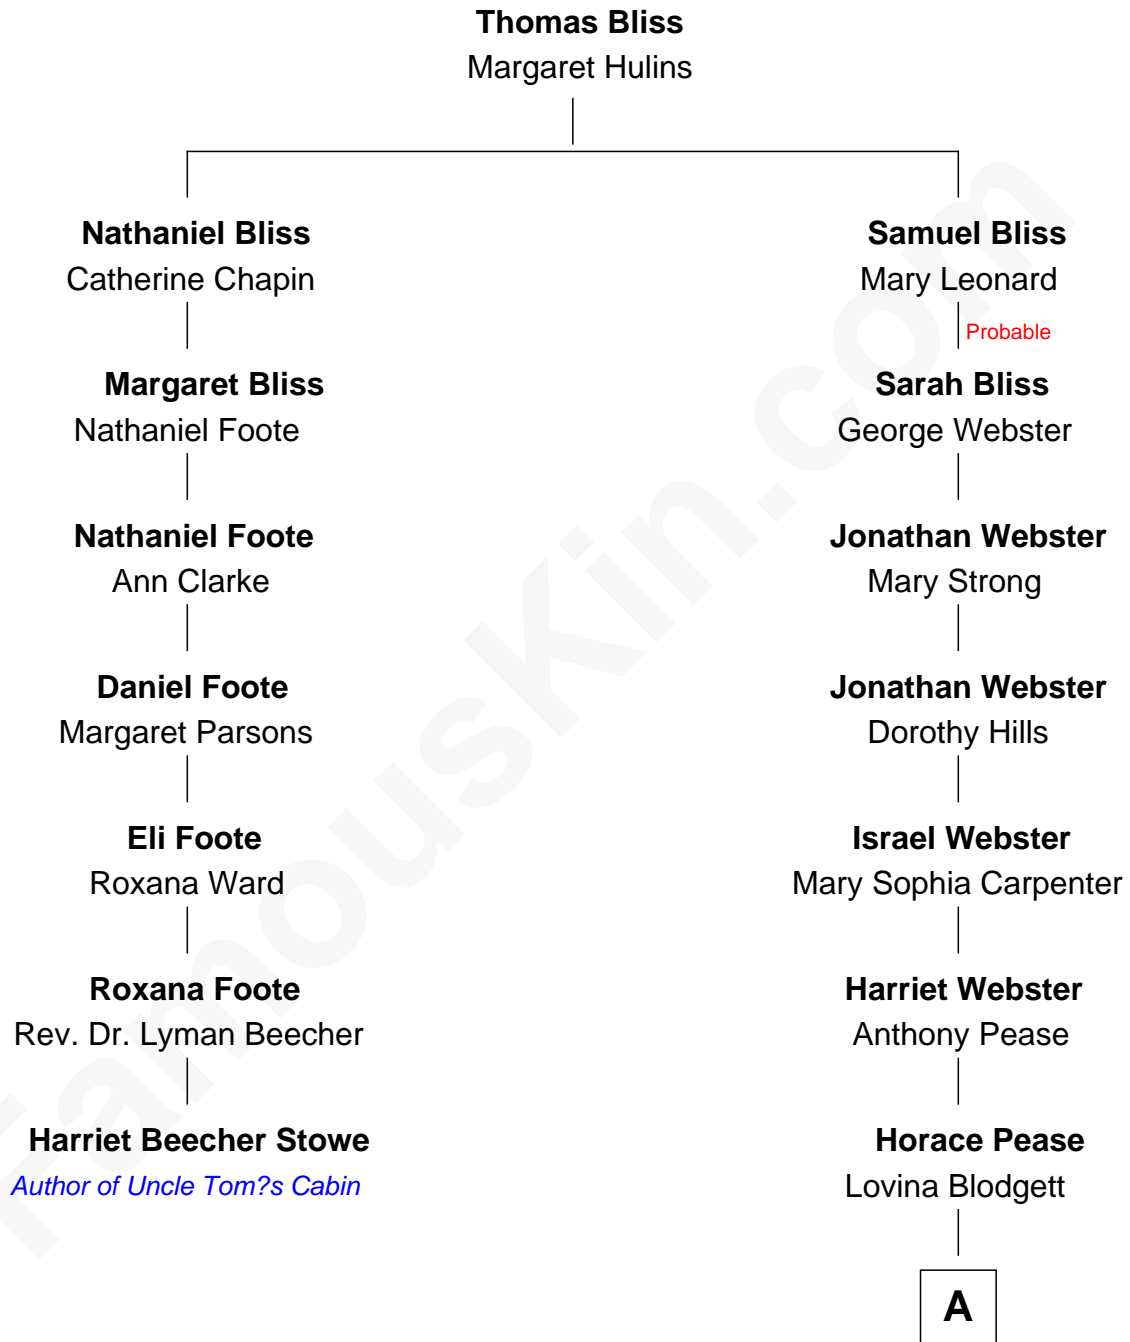 Thomas Bliss
Margaret Hulins
Nathaniel Bliss
Catherine Chapin
Margaret Bliss
Nathaniel Foote
Nathaniel Foote
Ann Clarke
Daniel Foote
Margaret Parsons
Eli Foote
Roxana Ward
Roxana Foote
Rev. Dr. Lyman Beecher
Harriet Beecher Stowe
Author of Uncle Tom?s Cabin
Samuel Bliss
Mary Leonard
Probable
Sarah Bliss
George Webster
Jonathan Webster
Mary Strong
Jonathan Webster
Dorothy Hills
Israel Webster
Mary Sophia Carpenter
Harriet Webster
Anthony Pease
Horace Pease
Lovina Blodgett
A
FamousKin.com